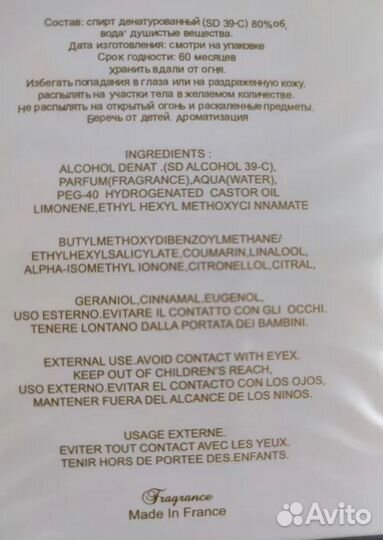 Состав: спирт денатурованный (SD 39-C) 80%об,
вода' душистые вещества.
Дата изготовления: смотри на упаковке
Срок годности: 60 месяцев
хранить вдали от огня.
Избегать попадания в глаза или на раздраженную кожу.
распылять на участки тела в желаемом количестве.
Не распылять на открытый огонь и раскаленные предметы.
Беречь от детей. дроматизация
INGREDIENTS :
ALCOHOL DENAT .(SD ALCOHOL 39-C),
PARFUM(FRAGRANCE),AQUA(WATER),
PEG-40 HYDROGENATED CASTOR OIL
LIMONENE,ETHYL HEXYL METHOXYCI NNAMATE
BUTYLMETHOXYDIBENZOYLMETHANE/
ETHYLHEXYLSALICYLATE,COUMARIN,LINALOOL,
ALPHA-ISOMETHYL IONONE,CITRONELLOL,CITRAL,
GERANIOL,CINNAMAL,EUGENOL,
USO ESTERNO.EVITARE IL CONTATTO CON GLI OCCHI.
TENERE LONTANO DALLA PORTATA DEI BAMBINI.
EXTERNAL USE.AVOID CONTACT WITH EYEX.
KEEP OUT OF CHILDREN'S REACH,
USO EXTERNO.EVITAR EL CONTACTO CON LOS OJOS,
MANTENER FUERA DEL ALCANCE DE LOS NINOS.
USAGE EXTERNE.
EVITER TOUT CONTACT AVEC LES YEUX.
TENIR HORS DE PORTEE DES.ENFANTS.
Fragrance
Made In France
Avito